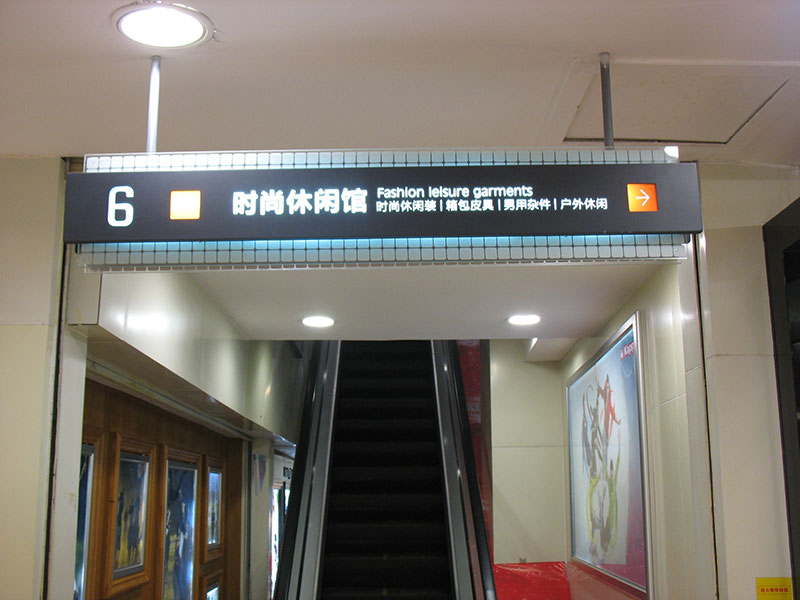 6
时尚休闲馆
Fashion leisure garments
时尚休闲装 | 箱包皮具 | 男用杂件 | 户外休闲
Kappa